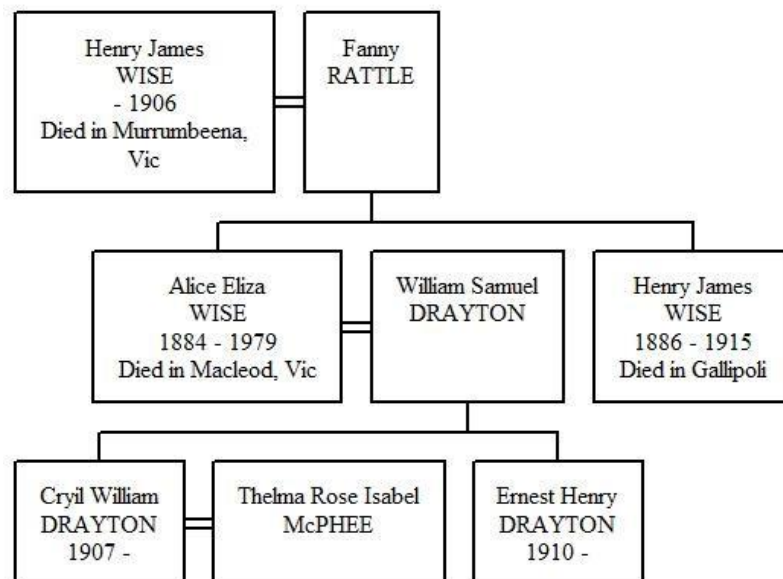 Henry James
WISE
- 1906
Died in Murrumbeena,
Vic
Fanny
RATTLE
Alice Eliza
WISE
1884 - 1979
Died in Macleod, Vic
William Samuel
DRAYTON
Henry James
WISE
1886 - 1915
Died in Gallipoli
Cryil William
DRAYTON
1907 -
Thelma Rose Isabel
McPHEE
Ernest Henry
DRAYTON
1910 -